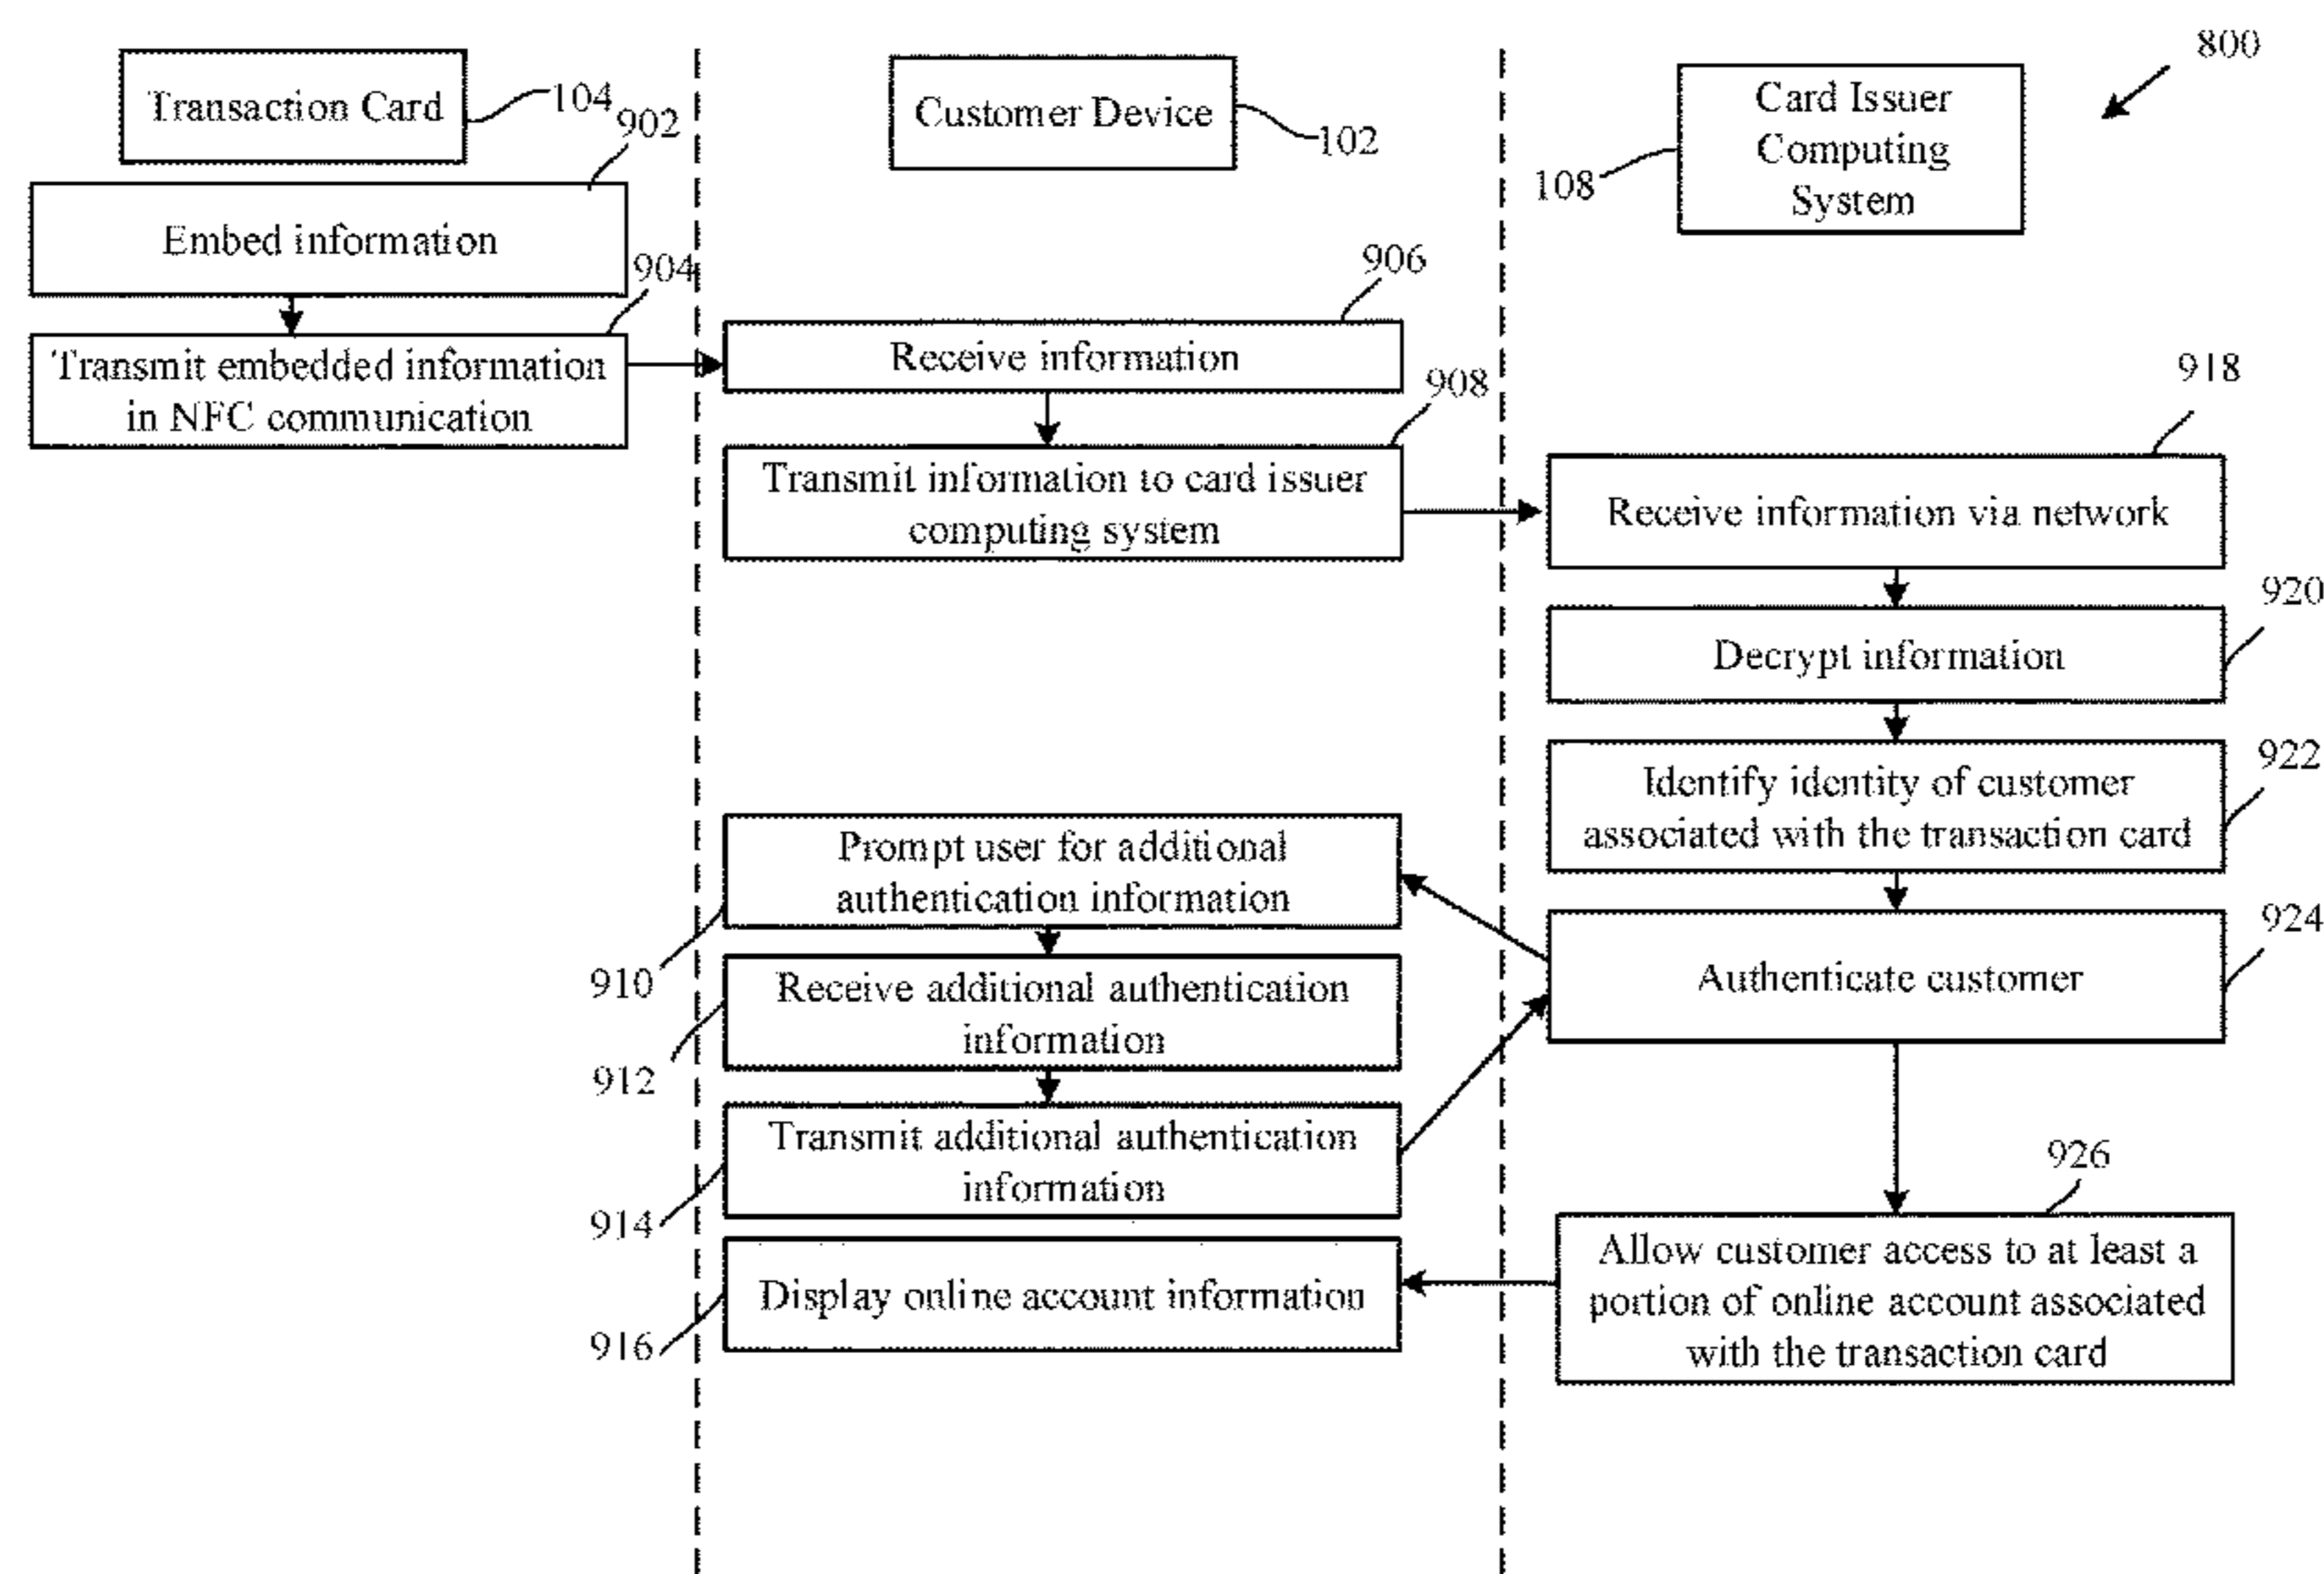 800
Transaction Card
104
Customer Device
102
Card Issuer
Computing
System
108
902
Embed information
904
Transmit embedded information
in NFC communication
906
Receive information
908
Transmit information to card issuer
computing system
918
Receive information via network
920
Decrypt information
922
Identify identity of customer
associated with the transaction card
Prompt user for additional
authentication information
910
924
Authenticate customer
Receive additional authentication
information
912
Transmit additional authentication
information
914
926
Allow customer access to at least a
portion of online account associated
with the transaction card
Display online account information
916